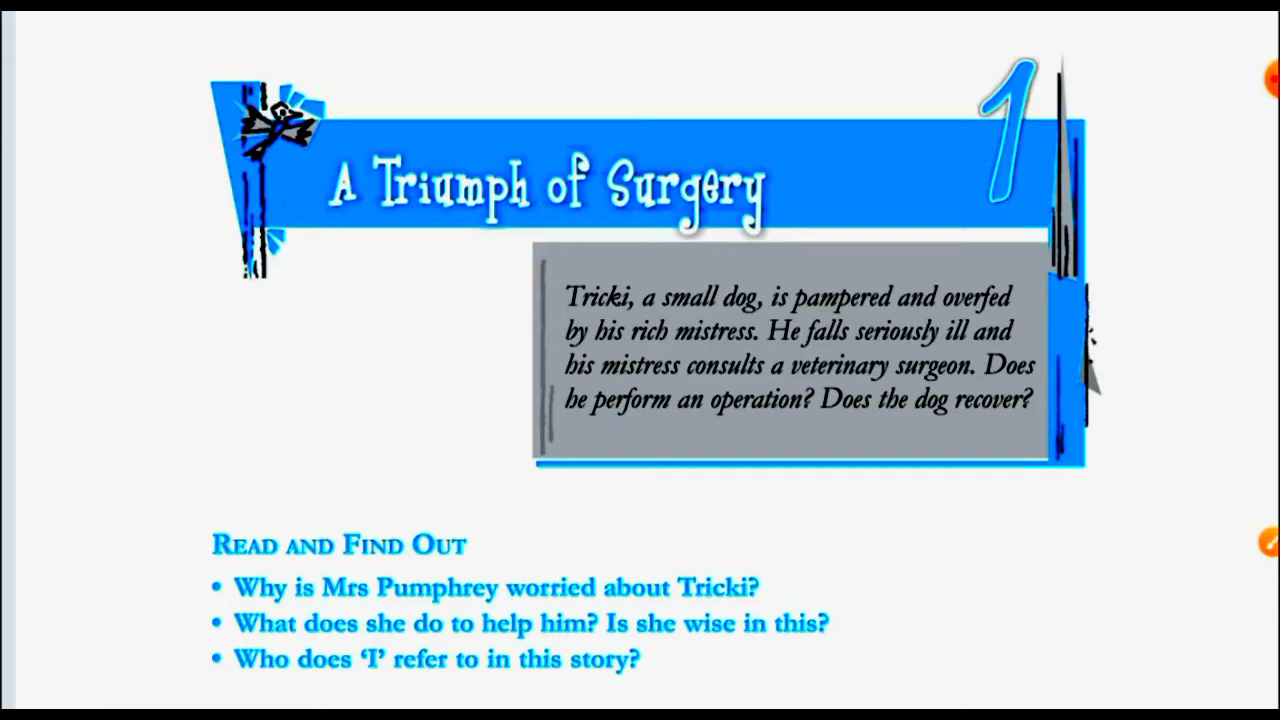 1
A Triumph of Surgery
Tricki, a small dog, is pampered and overfed
by his rich mistress. He falls seriously ill and
his mistress consults a veterinary surgeon. Does
he perform an operation? Does the dog recover?
READ AND FIND OUT
• Why is Mrs Pumphrey worried about Tricki?
• What does she do to help him? Is she wise in this?
• Who does ‘I’ refer to in this story?